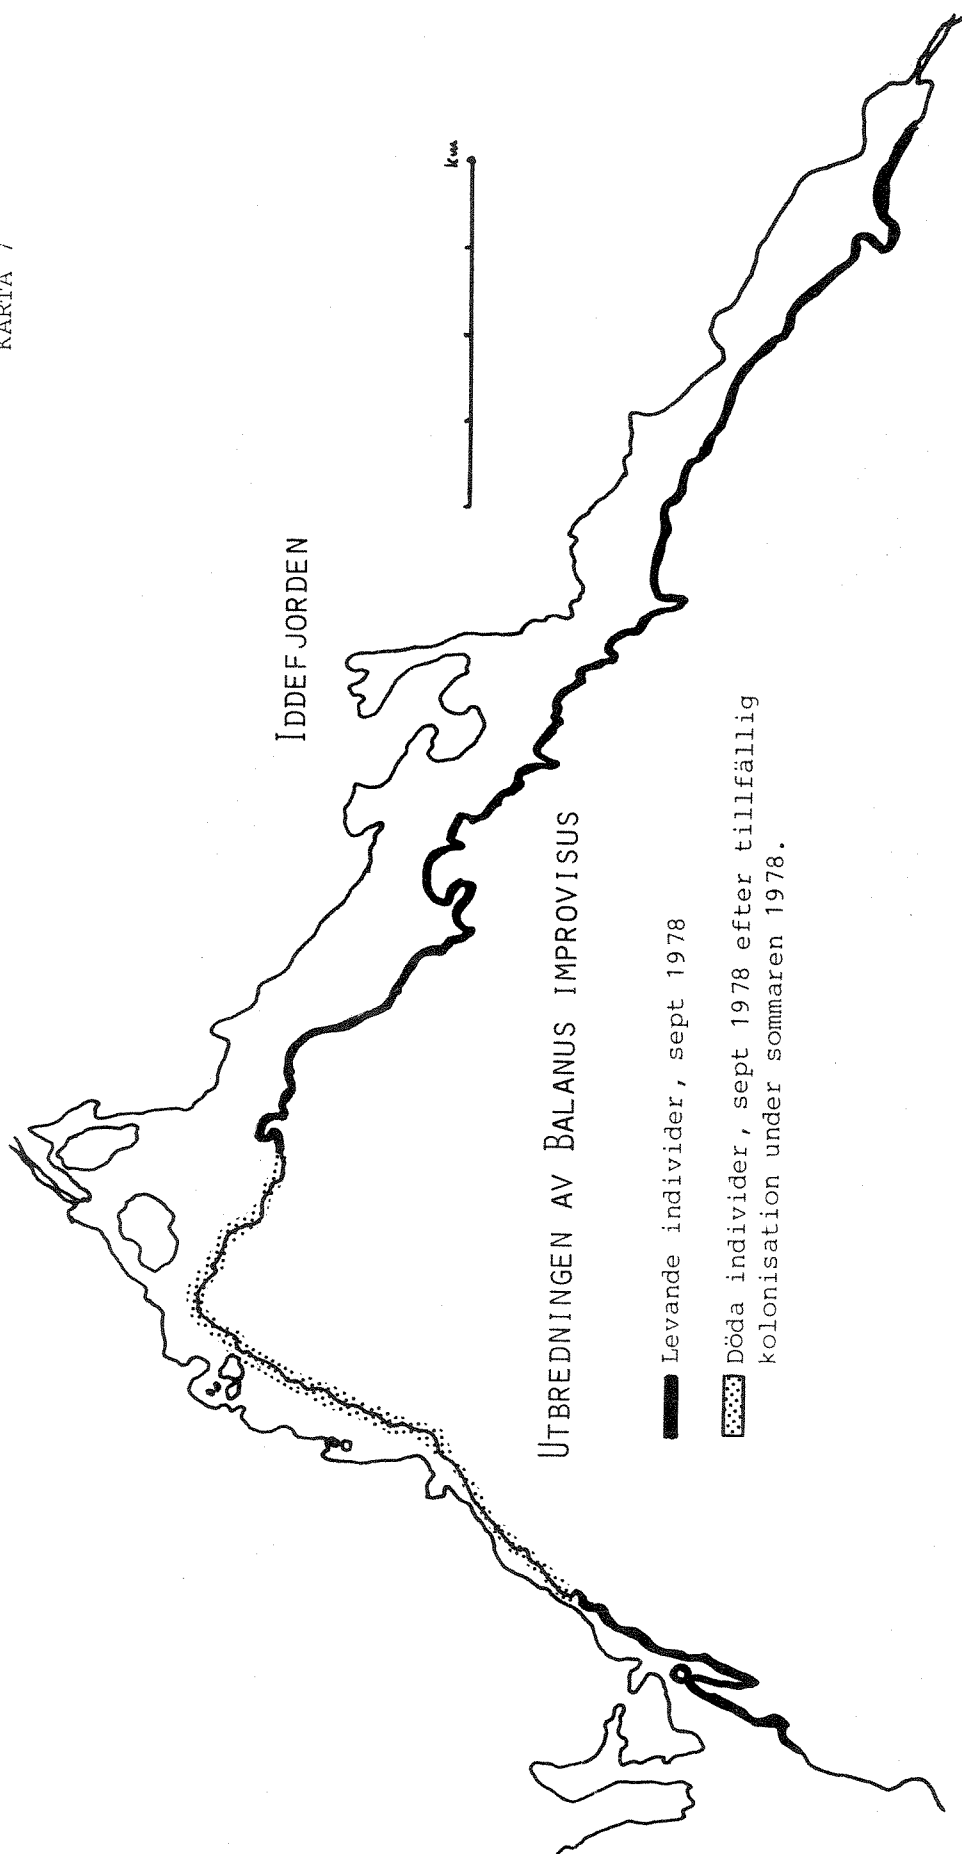 KARTA 7
km
IDDEFJORDEN
UTBREDNINGEN AV BALANUS IMPROVISUS
Levande individer, sept 1978
Döda individer, sept 1978 efter tillfällig
kolonisation under sommaren 1978.